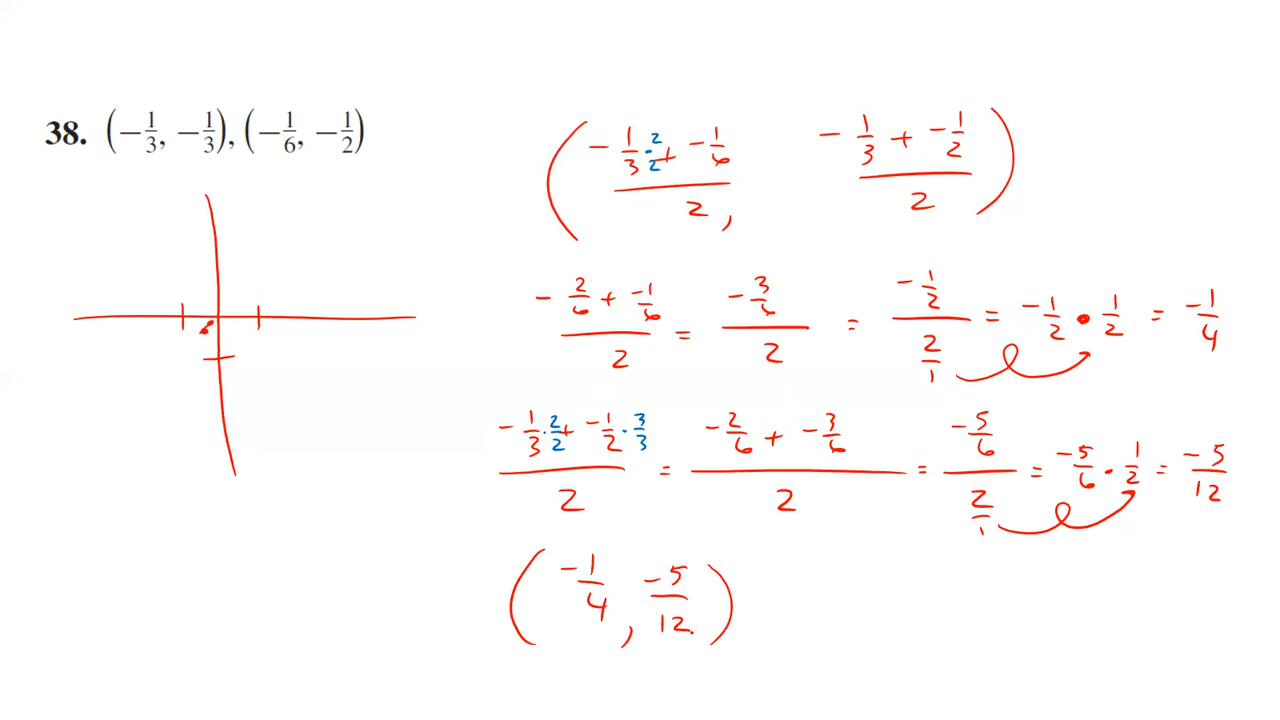 38. (−1/3, −1/3), (−1/6, −1/2)
( (−1/3 · 2/2 + −1/6)/2 , (−1/3 + −1/2)/2 )
(−2/6 + −1/6)/2 = (−3/6)/2 = (−1/2)/(2/1) = −1/2 · 1/2 = −1/4
(−1/3 · 2/2 + −1/2 · 3/3)/2 = (−2/6 + −3/6)/2 = (−5/6)/(2/1) = −5/6 · 1/2 = −5/12
(−1/4, −5/12)